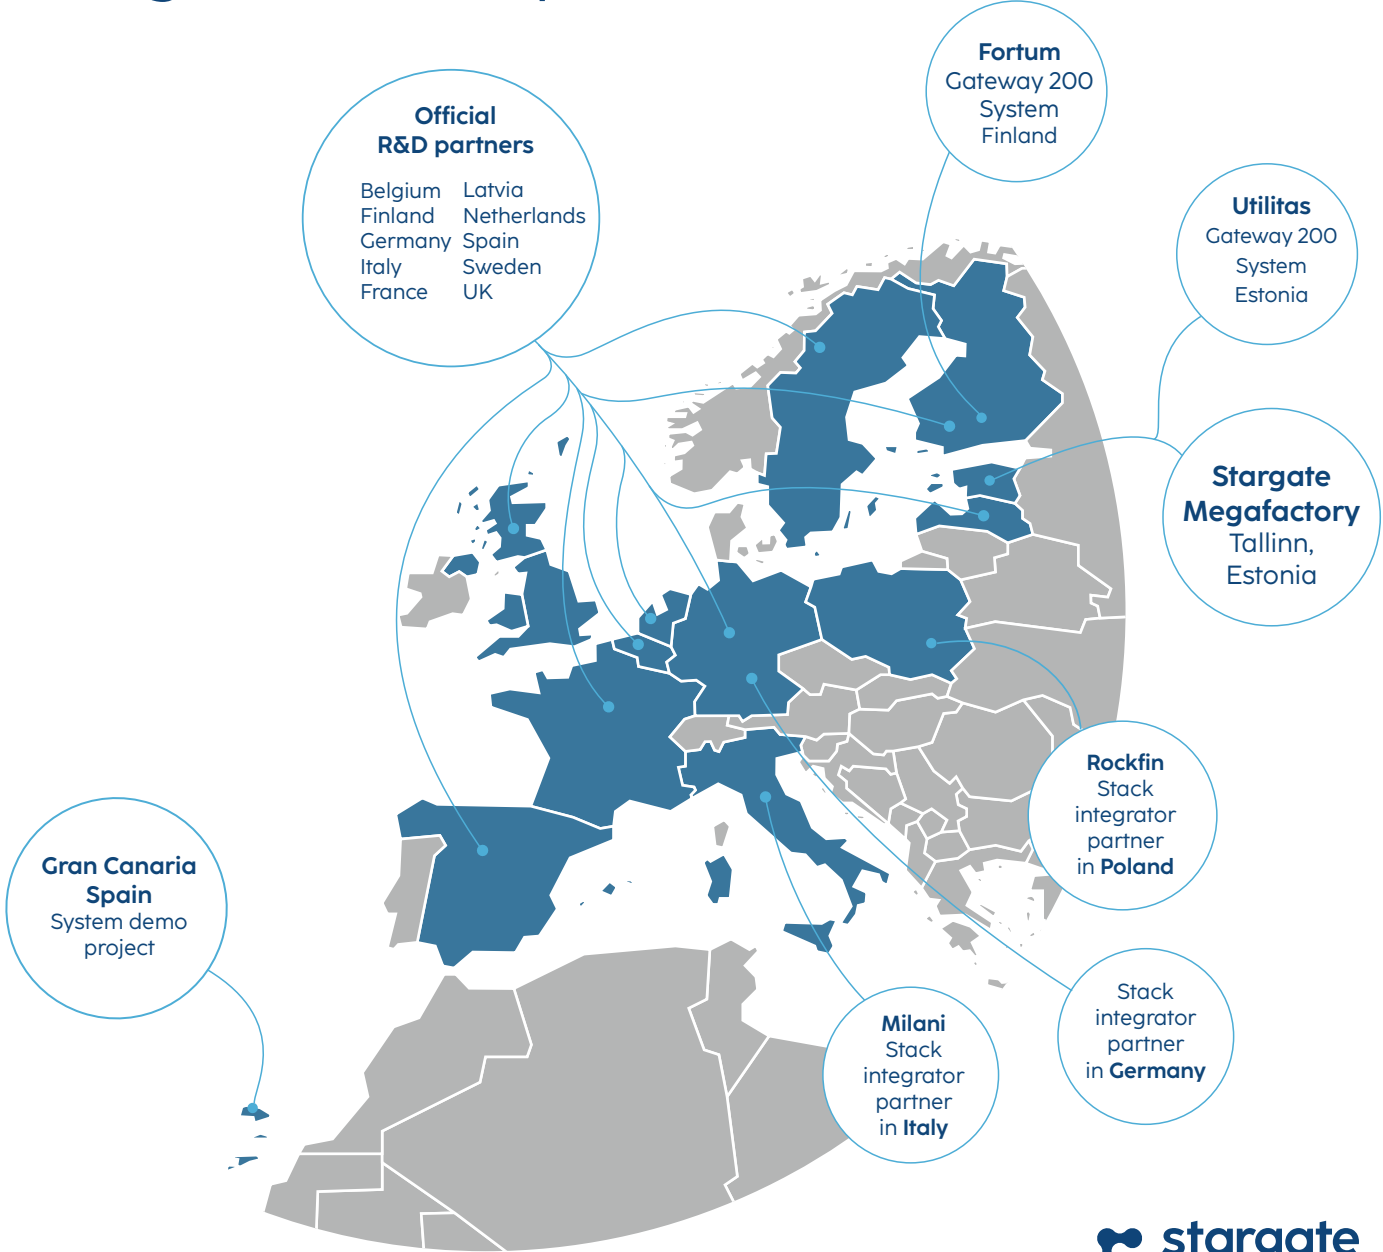 Official
R&D partners
Belgium Latvia
Finland Netherlands
Germany Spain
Italy Sweden
France UK
Fortum
Gateway 200
System
Finland
Utilitas
Gateway 200
System
Estonia
Stargate
Megafactory
Tallinn,
Estonia
Rockfin
Stack
integrator
partner
in Poland
Gran Canaria
Spain
System demo
project
Stack
integrator
partner
in Germany
Milani
Stack
integrator
partner
in Italy
stargate